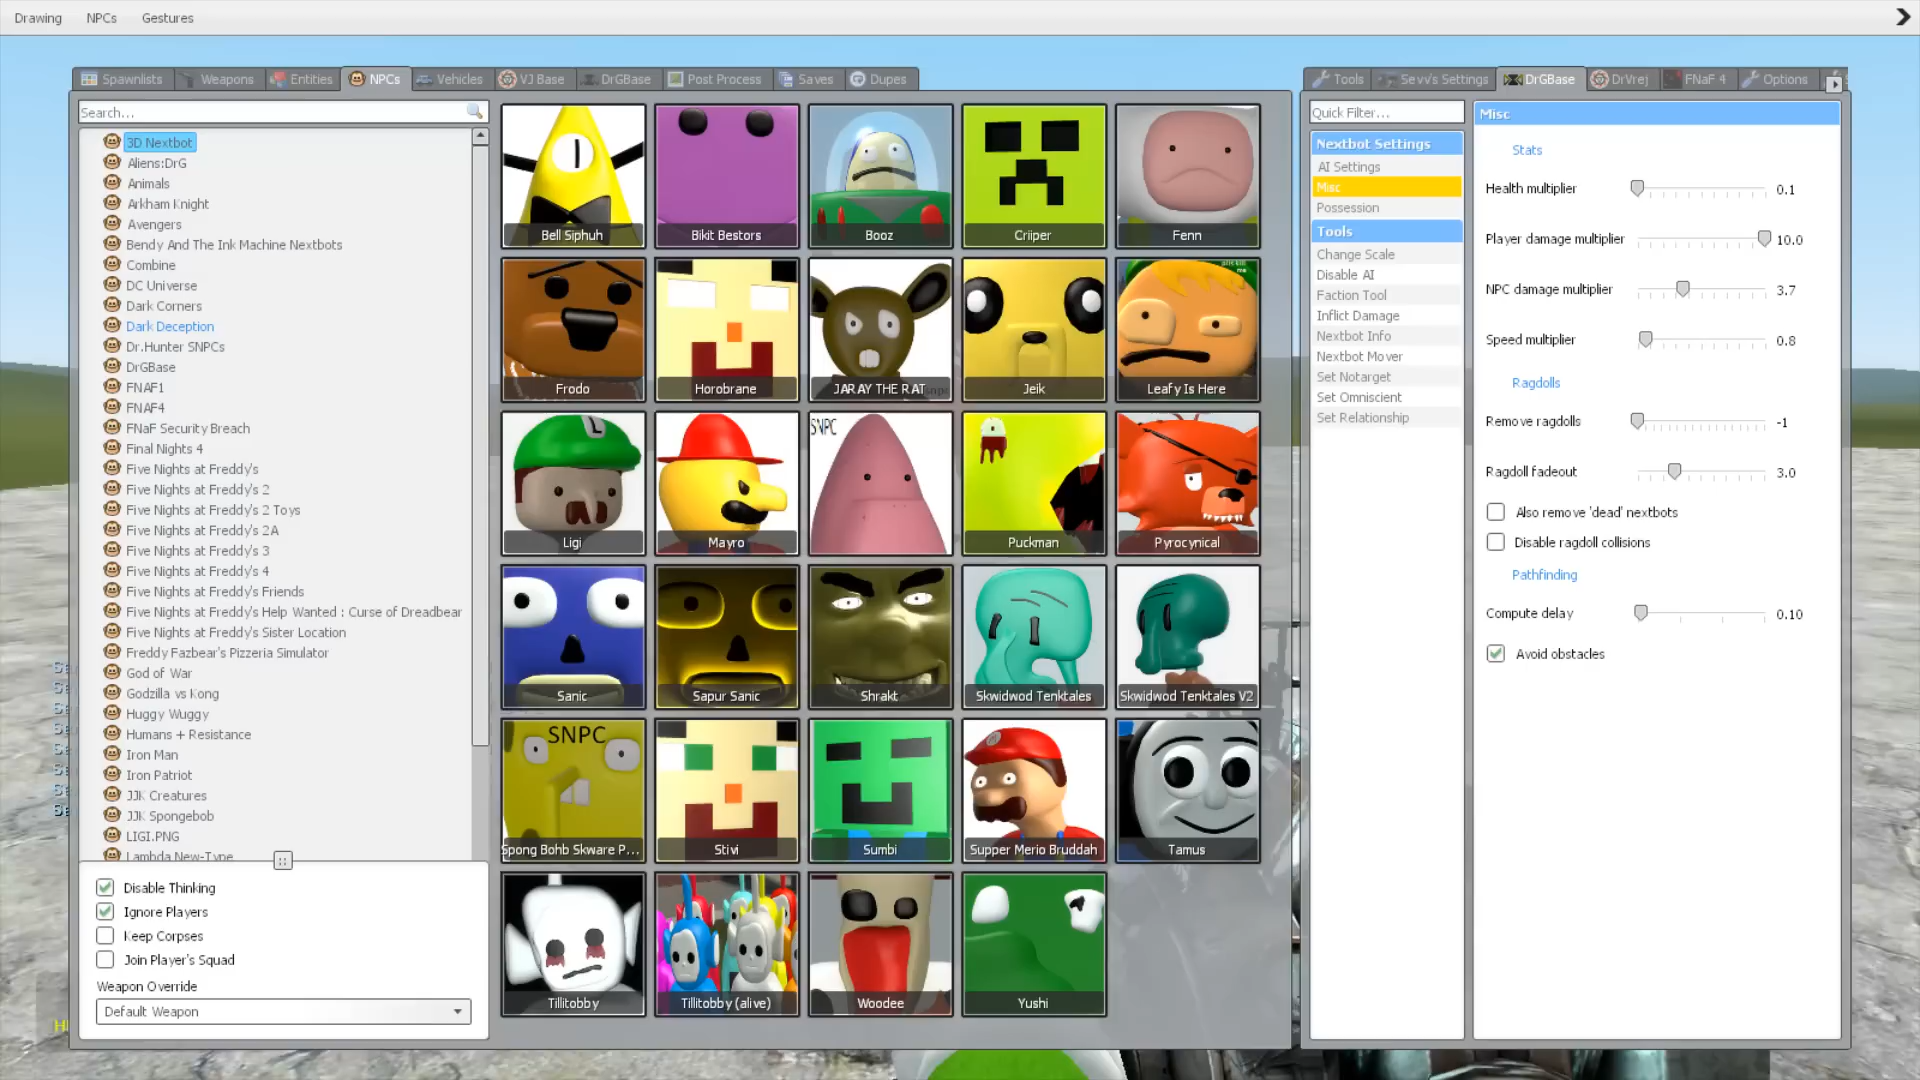 Drawing NPCs Gestures
Spawnlists Weapons Entities NPCs Vehicles VJ Base DrGBase Post Process Saves Dupes
Search...
3D Nextbot
Aliens:DrG
Animals
Arkham Knight
Avengers
Bendy And The Ink Machine Nextbots
Combine
DC Universe
Dark Corners
Dark Deception
Dr.Hunter SNPCs
DrGBase
FNAF1
FNAF4
FNaF Security Breach
Final Nights 4
Five Nights at Freddy's
Five Nights at Freddy's 2
Five Nights at Freddy's 2 Toys
Five Nights at Freddy's 2A
Five Nights at Freddy's 3
Five Nights at Freddy's 4
Five Nights at Freddy's Friends
Five Nights at Freddy's Help Wanted : Curse of Dreadbear
Five Nights at Freddy's Sister Location
Freddy Fazbear's Pizzeria Simulator
God of War
Godzilla vs Kong
Huggy Wuggy
Humans + Resistance
Iron Man
Iron Patriot
JJK Creatures
JJK Spongebob
LIGI.PNG
Lambda New-Type
Disable Thinking
Ignore Players
Keep Corpses
Join Player's Squad
Weapon Override
Default Weapon
Bell Siphuh Bikit Bestors Booz Criiper Fenn
Frodo Horobrane JARAY THE RAT Jeik Leafy Is Here
SNPC
Ligi Mayro Puckman Pyrocynical
Sanic Sapur Sanic Shrakt Skwidwod Tenktales Skwidwod Tenktales V2
SNPC
Spong Bohb Skware P... Stivi Sumbi Supper Merio Bruddah Tamus
Tillitobby Tillitobby (alive) Woodee Yushi
Tools Sevv's Settings DrGBase DrVrej FNaF 4 Options
Quick Filter...
Nextbot Settings
AI Settings
Misc
Possession
Tools
Change Scale
Disable AI
Faction Tool
Inflict Damage
Nextbot Info
Nextbot Mover
Set Notarget
Set Omniscient
Set Relationship
Misc
Stats
Health multiplier 0.1
Player damage multiplier 10.0
NPC damage multiplier 3.7
Speed multiplier 0.8
Ragdolls
Remove ragdolls -1
Ragdoll fadeout 3.0
Also remove 'dead' nextbots
Disable ragdoll collisions
Pathfinding
Compute delay 0.10
Avoid obstacles